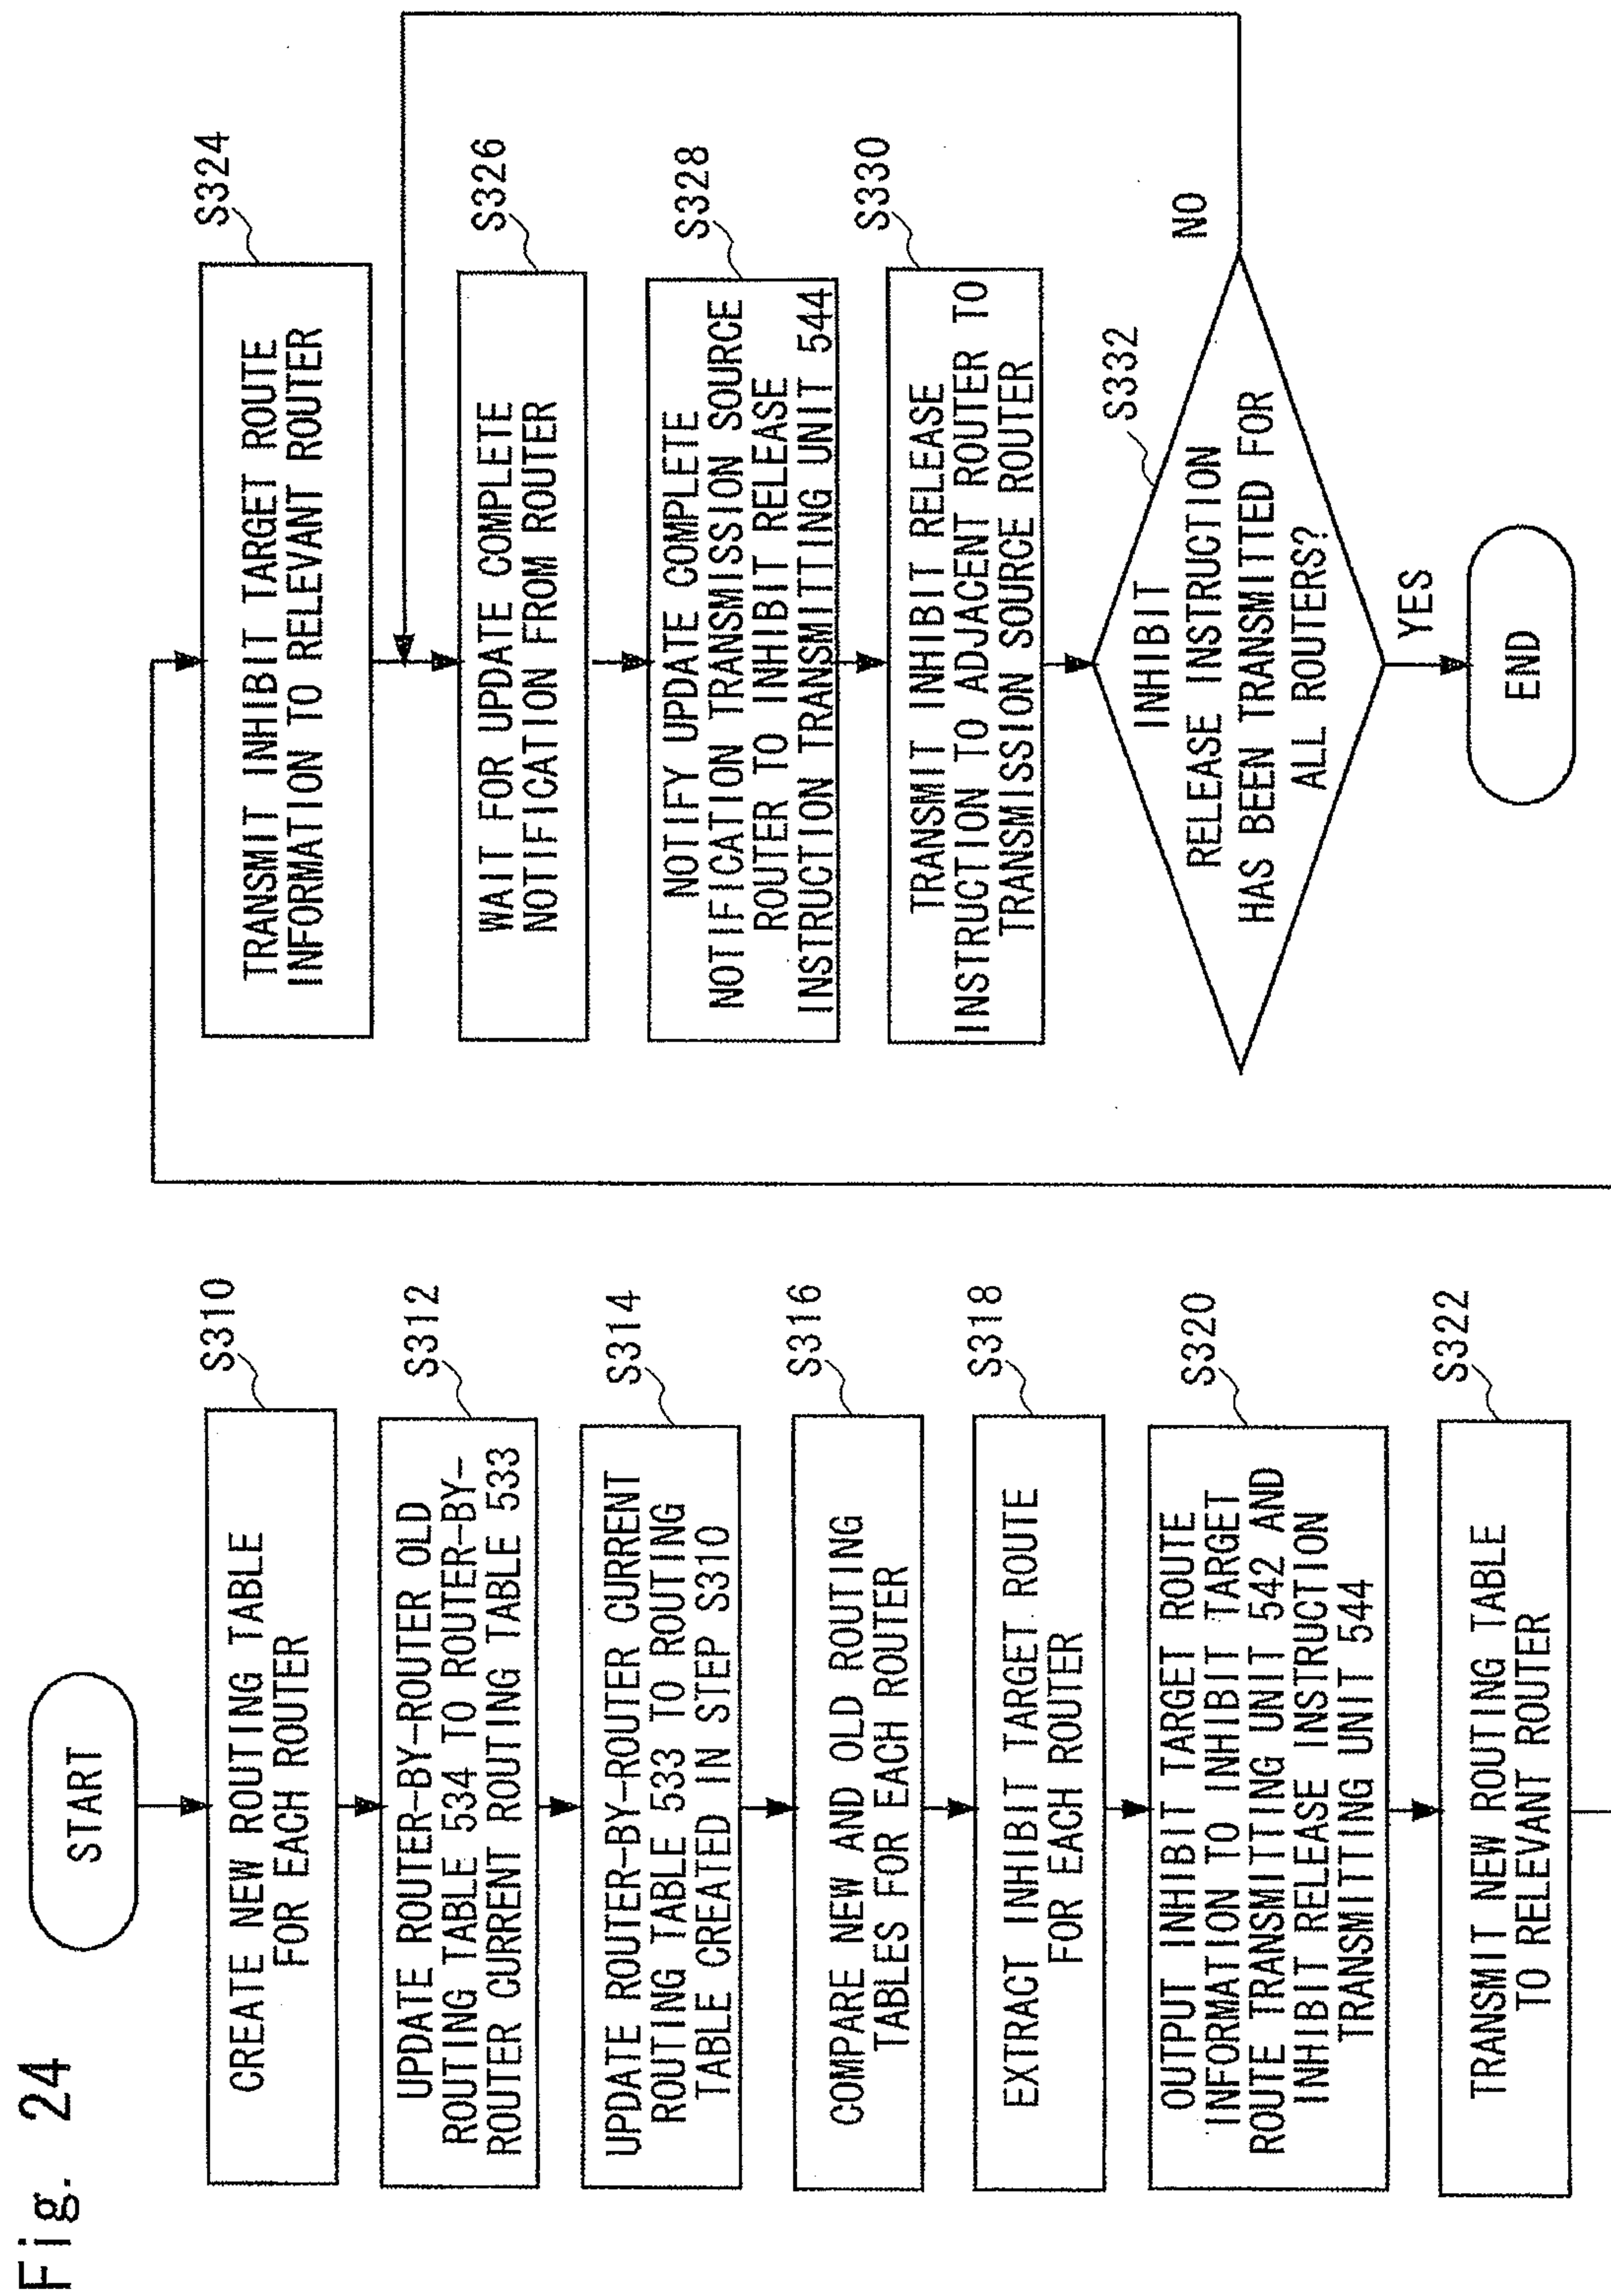 Fig. 24
START
S310
CREATE NEW ROUTING TABLE
FOR EACH ROUTER
S312
UPDATE ROUTER-BY-ROUTER OLD
ROUTING TABLE 534 TO ROUTER-BY-
ROUTER CURRENT ROUTING TABLE 533
S314
UPDATE ROUTER-BY-ROUTER CURRENT
ROUTING TABLE 533 TO ROUTING
TABLE CREATED IN STEP S310
S316
COMPARE NEW AND OLD ROUTING
TABLES FOR EACH ROUTER
S318
EXTRACT INHIBIT TARGET ROUTE
FOR EACH ROUTER
S320
OUTPUT INHIBIT TARGET ROUTE
INFORMATION TO INHIBIT TARGET
ROUTE TRANSMITTING UNIT 542 AND
INHIBIT RELEASE INSTRUCTION
TRANSMITTING UNIT 544
S322
TRANSMIT NEW ROUTING TABLE
TO RELEVANT ROUTER
S324
TRANSMIT INHIBIT TARGET ROUTE
INFORMATION TO RELEVANT ROUTER
S326
WAIT FOR UPDATE COMPLETE
NOTIFICATION FROM ROUTER
S328
NOTIFY UPDATE COMPLETE
NOTIFICATION TRANSMISSION SOURCE
ROUTER TO INHIBIT RELEASE
INSTRUCTION TRANSMITTING UNIT 544
S330
TRANSMIT INHIBIT RELEASE
INSTRUCTION TO ADJACENT ROUTER TO
TRANSMISSION SOURCE ROUTER
S332
INHIBIT
RELEASE INSTRUCTION
HAS BEEN TRANSMITTED FOR
ALL ROUTERS?
NO
YES
END